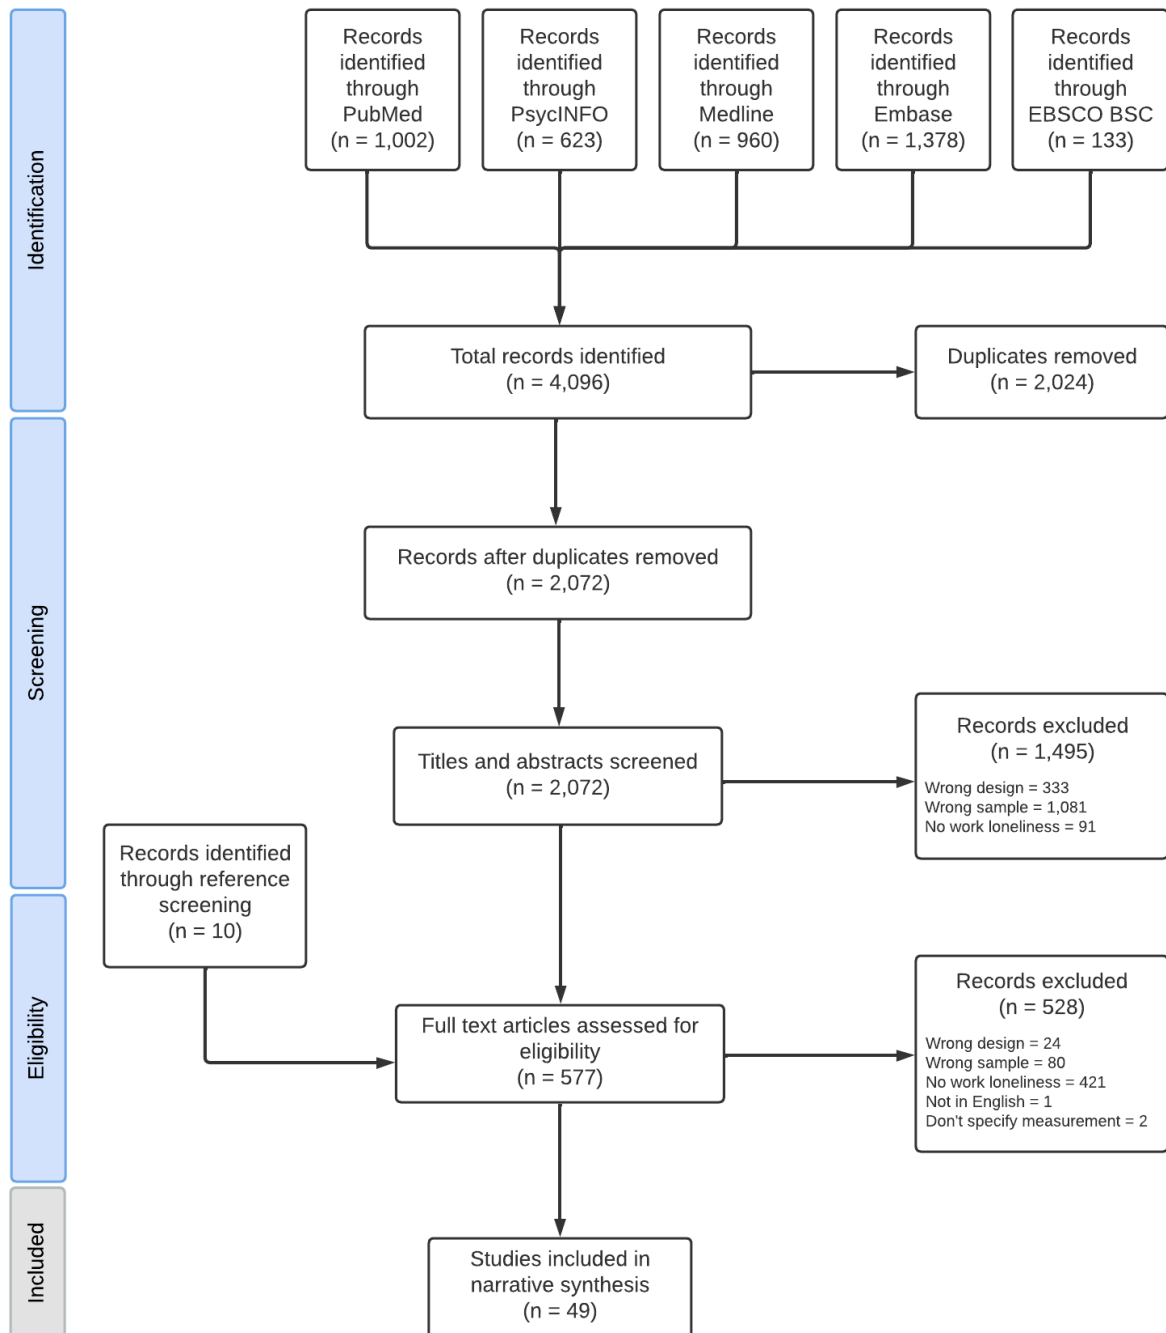 Identification
Records
identified
through
PubMed
(n = 1,002)
Records
identified
through
PsycINFO
(n = 623)
Records
identified
through
Medline
(n = 960)
Records
identified
through
Embase
(n = 1,378)
Records
identified
through
EBSCO BSC
(n = 133)
Total records identified
(n = 4,096)
Duplicates removed
(n = 2,024)
Screening
Records after duplicates removed
(n = 2,072)
Titles and abstracts screened
(n = 2,072)
Records excluded
(n = 1,495)
Wrong design = 333
Wrong sample = 1,081
No work loneliness = 91
Records identified
through reference
screening
(n = 10)
Eligibility
Full text articles assessed for
eligibility
(n = 577)
Records excluded
(n = 528)
Wrong design = 24
Wrong sample = 80
No work loneliness = 421
Not in English = 1
Don't specify measurement = 2
Included
Studies included in
narrative synthesis
(n = 49)